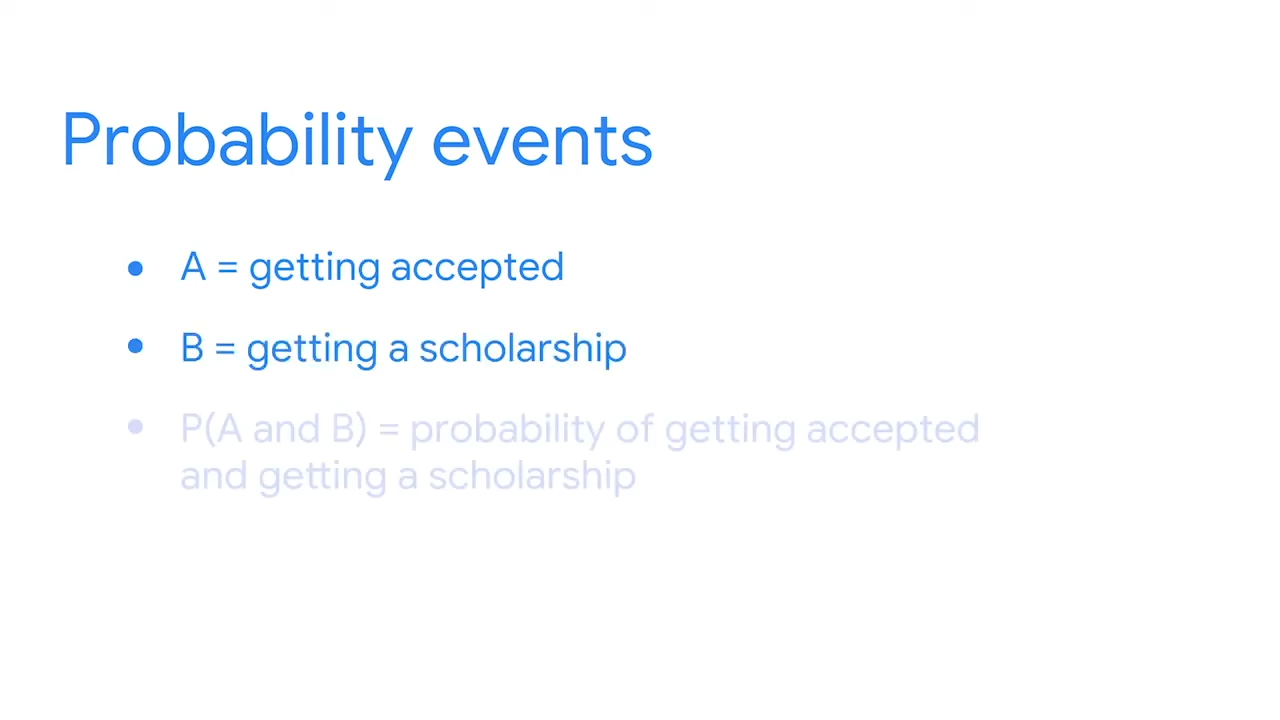 Probability events
• A = getting accepted
• B = getting a scholarship
• P(A and B) = probability of getting accepted
and getting a scholarship